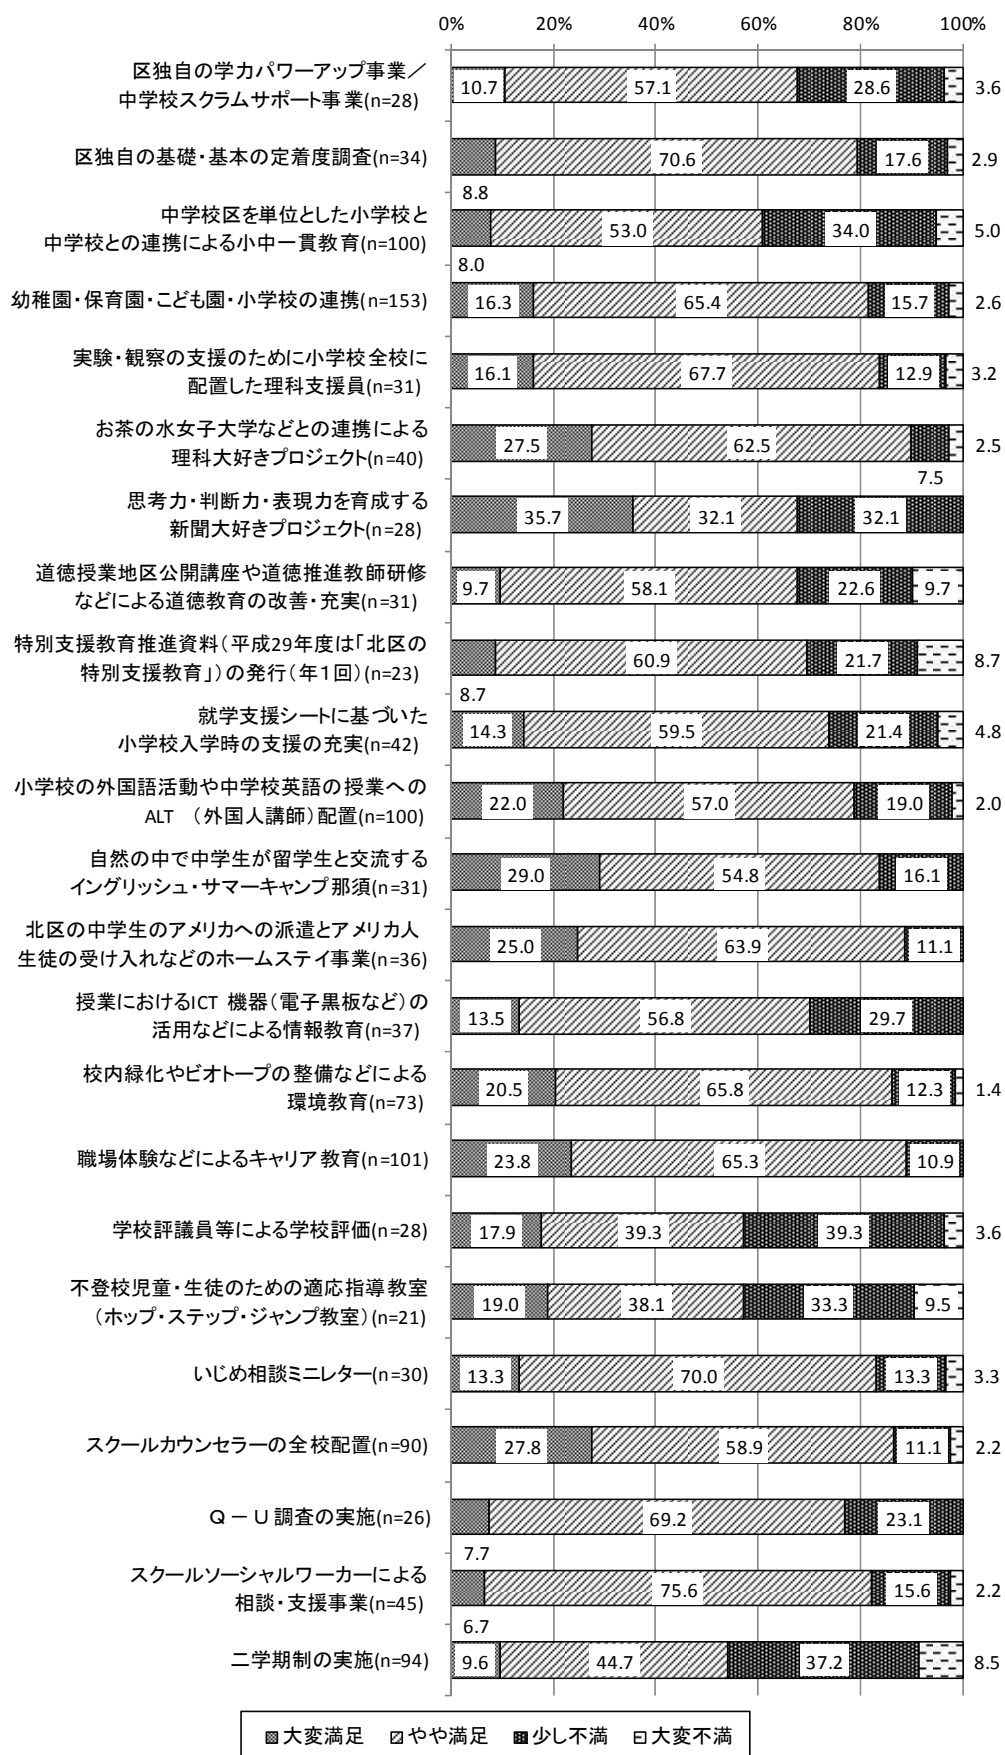 0% 20% 40% 60% 80% 100%
区独自の学力パワーアップ事業／
中学校スクラムサポート事業(n=28)
10.7 57.1 28.6 3.6
区独自の基礎・基本の定着度調査(n=34)
70.6 17.6 2.9
8.8
中学校区を単位とした小学校と
中学校との連携による小中一貫教育(n=100)
53.0 34.0 5.0
8.0
幼稚園・保育園・こども園・小学校の連携(n=153)
16.3 65.4 15.7 2.6
実験・観察の支援のために小学校全校に
配置した理科支援員(n=31)
16.1 67.7 12.9 3.2
お茶の水女子大学などとの連携による
理科大好きプロジェクト(n=40)
27.5 62.5 2.5
7.5
思考力・判断力・表現力を育成する
新聞大好きプロジェクト(n=28)
35.7 32.1 32.1
道徳授業地区公開講座や道徳推進教師研修
などによる道徳教育の改善・充実(n=31)
9.7 58.1 22.6 9.7
特別支援教育推進資料（平成29年度は「北区の
特別支援教育」）の発行（年１回）(n=23)
60.9 21.7 8.7
8.7
就学支援シートに基づいた
小学校入学時の支援の充実(n=42)
14.3 59.5 21.4 4.8
小学校の外国語活動や中学校英語の授業への
ALT （外国人講師）配置(n=100)
22.0 57.0 19.0 2.0
自然の中で中学生が留学生と交流する
イングリッシュ・サマーキャンプ那須(n=31)
29.0 54.8 16.1
北区の中学生のアメリカへの派遣とアメリカ人
生徒の受け入れなどのホームステイ事業(n=36)
25.0 63.9 11.1
授業におけるICT 機器（電子黒板など）の
活用などによる情報教育(n=37)
13.5 56.8 29.7
校内緑化やビオトープの整備などによる
環境教育(n=73)
20.5 65.8 12.3 1.4
職場体験などによるキャリア教育(n=101)
23.8 65.3 10.9
学校評議員等による学校評価(n=28)
17.9 39.3 39.3 3.6
不登校児童・生徒のための適応指導教室
（ホップ・ステップ・ジャンプ教室）(n=21)
19.0 38.1 33.3 9.5
いじめ相談ミニレター(n=30)
13.3 70.0 13.3 3.3
スクールカウンセラーの全校配置(n=90)
27.8 58.9 11.1 2.2
Ｑ－Ｕ調査の実施(n=26)
69.2 23.1
7.7
スクールソーシャルワーカーによる
相談・支援事業(n=45)
75.6 15.6 2.2
6.7
二学期制の実施(n=94)
9.6 44.7 37.2 8.5
大変満足 やや満足 少し不満 大変不満